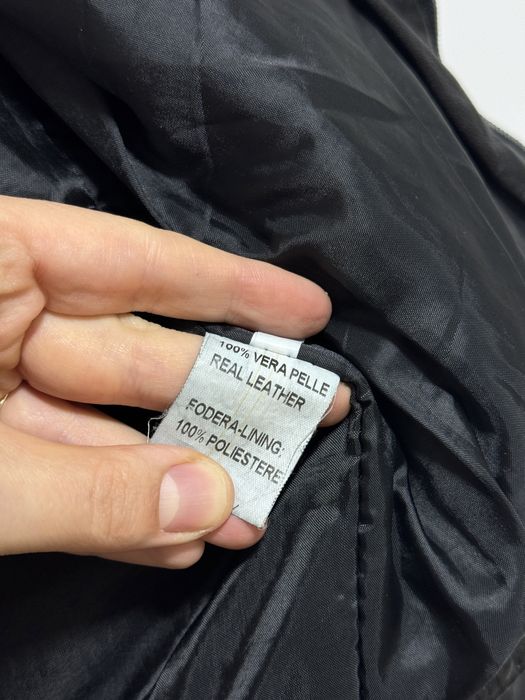 100% VERA PELLE
REAL LEATHER
FODERA-LINING:
100% POLIESTERE